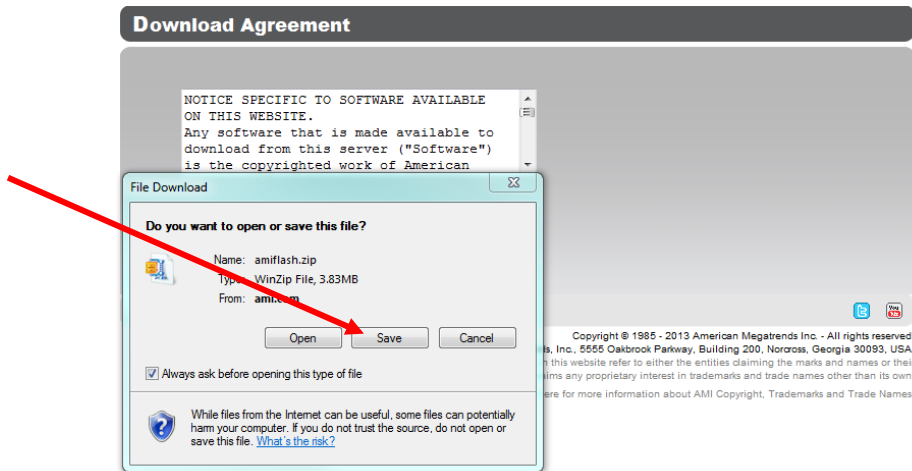 Download Agreement
NOTICE SPECIFIC TO SOFTWARE AVAILABLE
ON THIS WEBSITE.
Any software that is made available to
download from this server ("Software")
is the copyrighted work of American
File Download
Do you want to open or save this file?
Name: amiflash.zip
Type: WinZip File, 3.83MB
From: ami.com
Open Save Cancel
Always ask before opening this type of file
While files from the Internet can be useful, some files can potentially
harm your computer. If you do not trust the source, do not open or
save this file. What's the risk?
You
Copyright © 1985 - 2013 American Megatrends Inc. - All rights reserved
, Inc., 5555 Oakbrook Parkway, Building 200, Norcross, Georgia 30093, USA
this website refer to either the entities claiming the marks and names or thei
any proprietary interest in trademarks and trade names other than its own
for more information about AMI Copyright, Trademarks and Trade Names